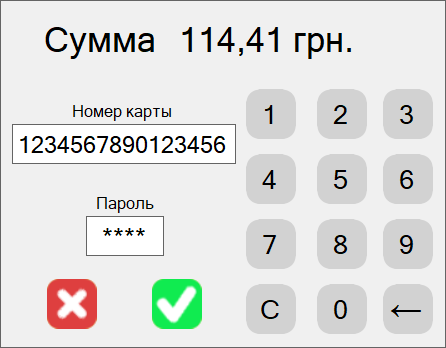 Сумма 114,41 грн.
Номер карты
1234567890123456
Пароль
****
1 2 3
4 5 6
7 8 9
C 0 ←